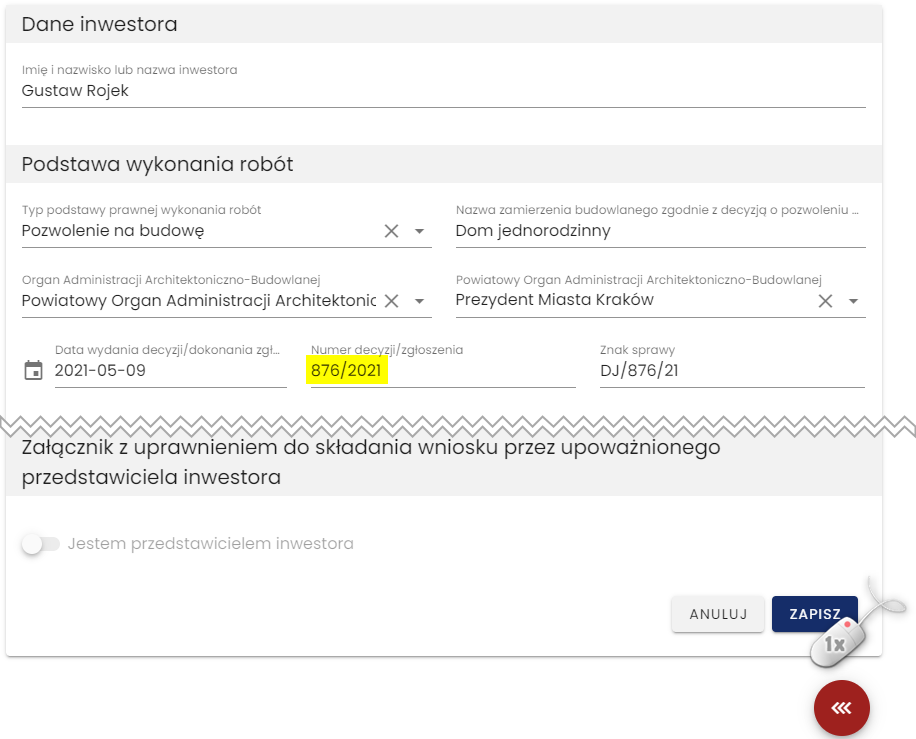 Dane inwestora
Imię i nazwisko lub nazwa inwestora
Gustaw Rojek
Podstawa wykonania robót
Typ podstawy prawnej wykonania robót
Pozwolenie na budowę
Nazwa zamierzenia budowlanego zgodnie z decyzją o pozwoleniu ...
Dom jednorodzinny
Organ Administracji Architektoniczno-Budowlanej
Powiatowy Organ Administracji Architektonic
Powiatowy Organ Administracji Architektoniczno-Budowlanej
Prezydent Miasta Kraków
Data wydania decyzji/dokonania zgł...
2021-05-09
Numer decyzji/zgłoszenia
876/2021
Znak sprawy
DJ/876/21
Załącznik z uprawnieniem do składania wniosku przez upoważnionego
przedstawiciela inwestora
Jestem przedstawicielem inwestora
ANULUJ
ZAPISZ
1x